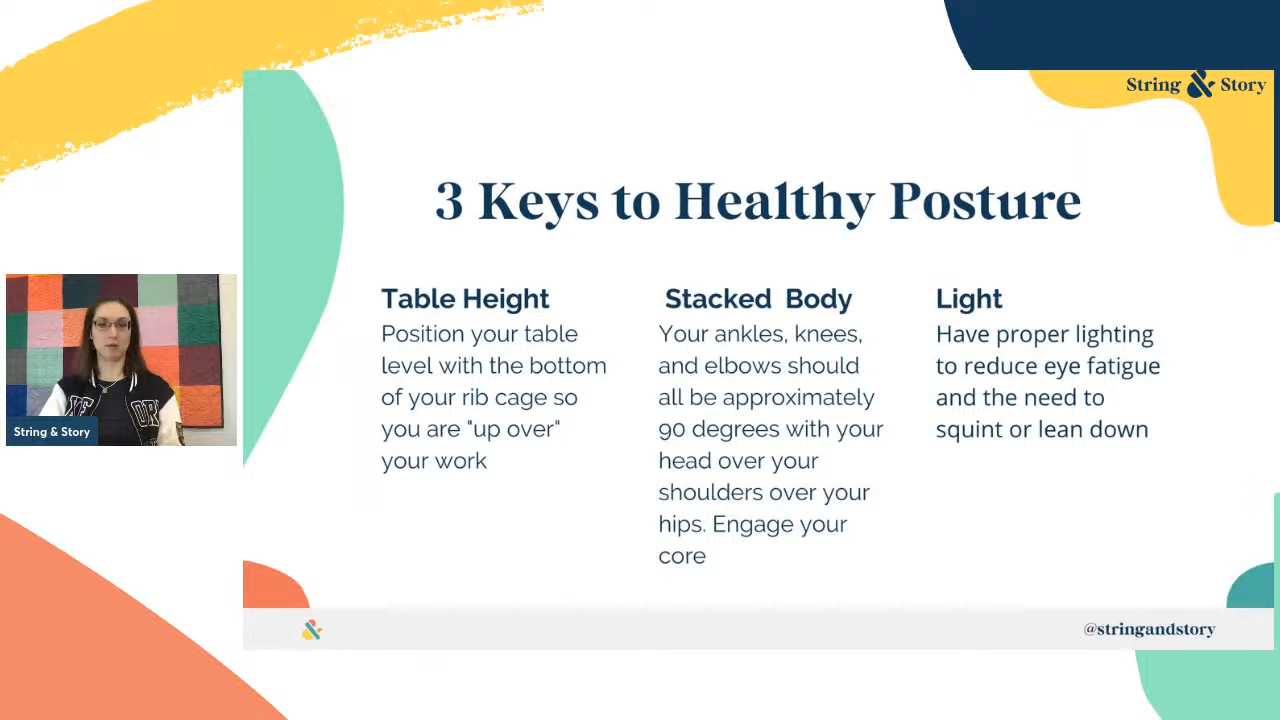 String & Story
3 Keys to Healthy Posture
Table Height
Position your table
level with the bottom
of your rib cage so
you are "up over"
your work
Stacked Body
Your ankles, knees,
and elbows should
all be approximately
90 degrees with your
head over your
shoulders over your
hips. Engage your
core
Light
Have proper lighting
to reduce eye fatigue
and the need to
squint or lean down
String & Story
&
@stringandstory